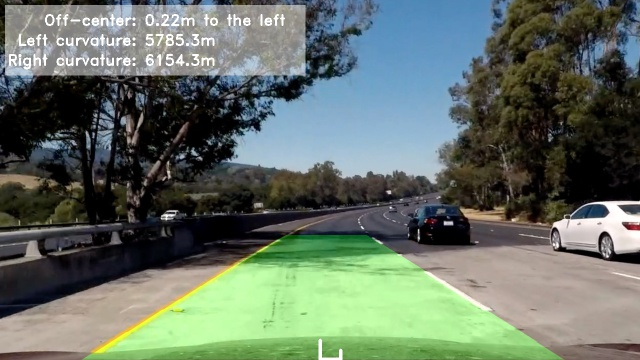 Off-center: 0.22m to the left
Left curvature: 5785.3m
Right curvature: 6154.3m